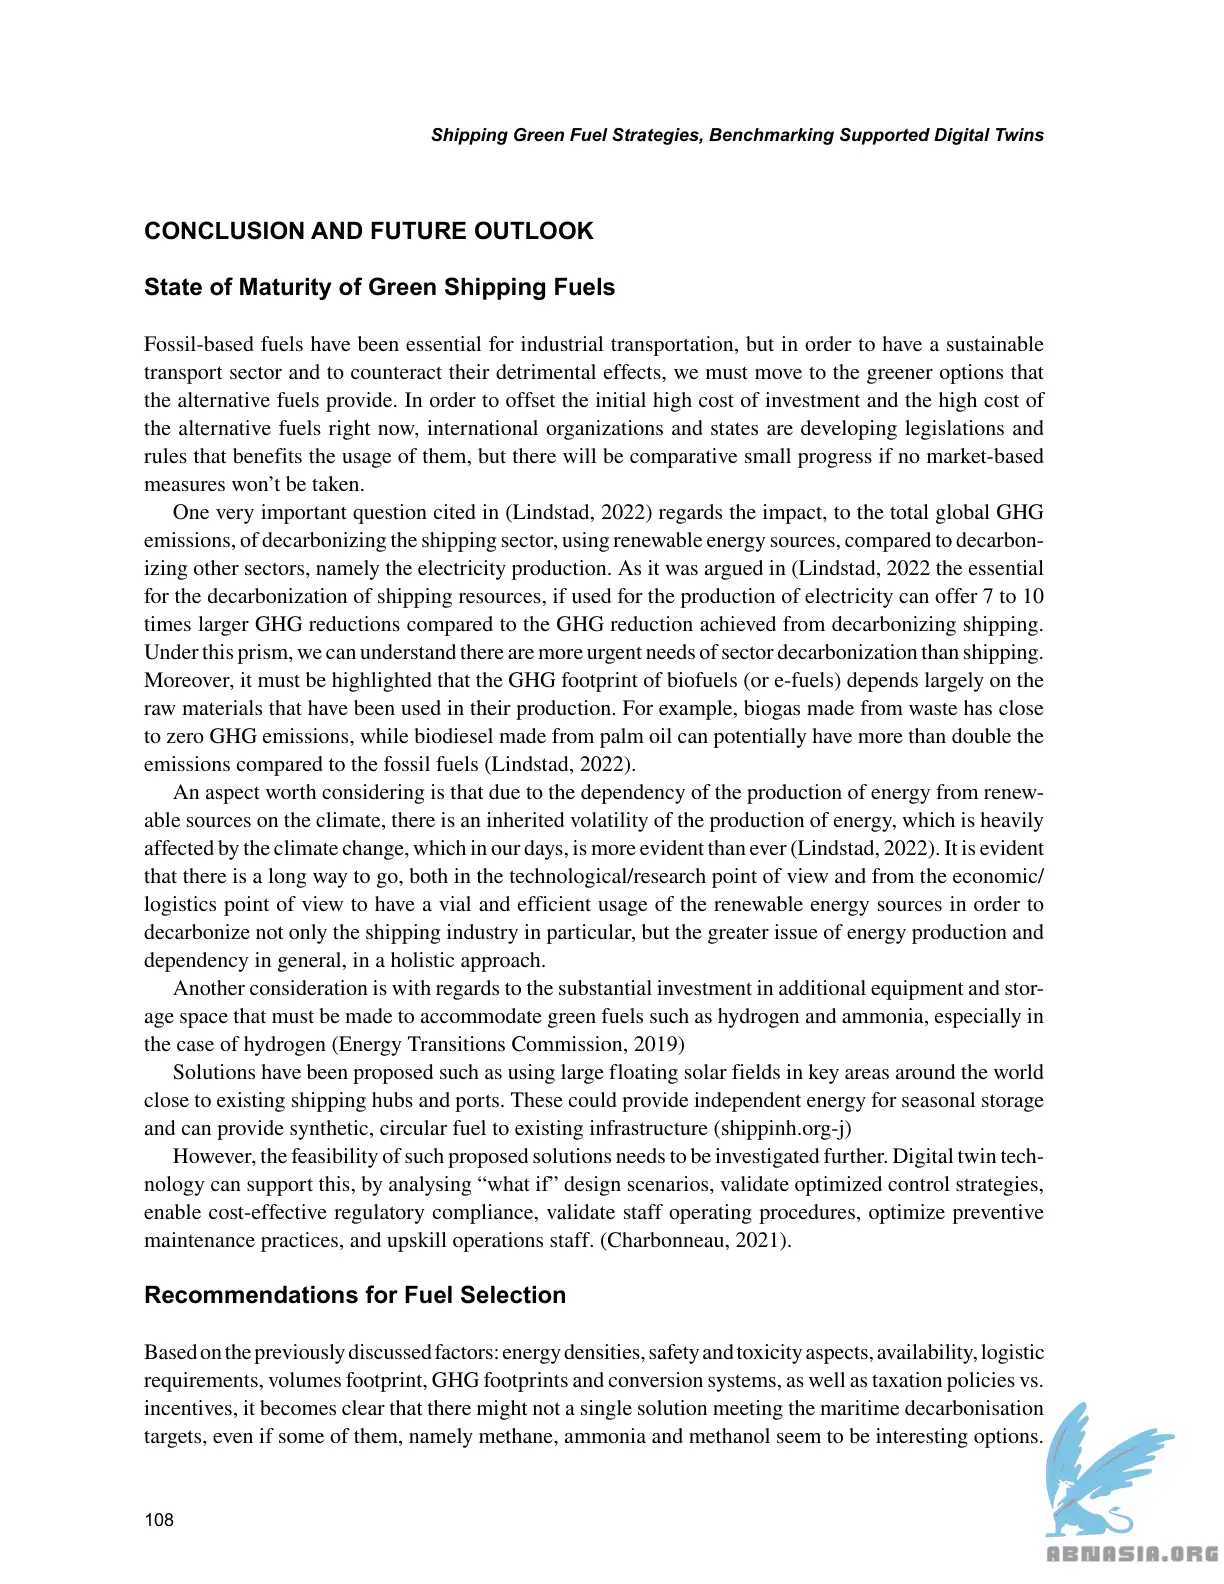 Shipping Green Fuel Strategies, Benchmarking Supported Digital Twins
CONCLUSION AND FUTURE OUTLOOK
State of Maturity of Green Shipping Fuels
Fossil-based fuels have been essential for industrial transportation, but in order to have a sustainable
transport sector and to counteract their detrimental effects, we must move to the greener options that
the alternative fuels provide. In order to offset the initial high cost of investment and the high cost of
the alternative fuels right now, international organizations and states are developing legislations and
rules that benefits the usage of them, but there will be comparative small progress if no market-based
measures won’t be taken.
One very important question cited in (Lindstad, 2022) regards the impact, to the total global GHG
emissions, of decarbonizing the shipping sector, using renewable energy sources, compared to decarbon-
izing other sectors, namely the electricity production. As it was argued in (Lindstad, 2022 the essential
for the decarbonization of shipping resources, if used for the production of electricity can offer 7 to 10
times larger GHG reductions compared to the GHG reduction achieved from decarbonizing shipping.
Under this prism, we can understand there are more urgent needs of sector decarbonization than shipping.
Moreover, it must be highlighted that the GHG footprint of biofuels (or e-fuels) depends largely on the
raw materials that have been used in their production. For example, biogas made from waste has close
to zero GHG emissions, while biodiesel made from palm oil can potentially have more than double the
emissions compared to the fossil fuels (Lindstad, 2022).
An aspect worth considering is that due to the dependency of the production of energy from renew-
able sources on the climate, there is an inherited volatility of the production of energy, which is heavily
affected by the climate change, which in our days, is more evident than ever (Lindstad, 2022). It is evident
that there is a long way to go, both in the technological/research point of view and from the economic/
logistics point of view to have a vial and efficient usage of the renewable energy sources in order to
decarbonize not only the shipping industry in particular, but the greater issue of energy production and
dependency in general, in a holistic approach.
Another consideration is with regards to the substantial investment in additional equipment and stor-
age space that must be made to accommodate green fuels such as hydrogen and ammonia, especially in
the case of hydrogen (Energy Transitions Commission, 2019)
Solutions have been proposed such as using large floating solar fields in key areas around the world
close to existing shipping hubs and ports. These could provide independent energy for seasonal storage
and can provide synthetic, circular fuel to existing infrastructure (shippinh.org-j)
However, the feasibility of such proposed solutions needs to be investigated further. Digital twin tech-
nology can support this, by analysing “what if” design scenarios, validate optimized control strategies,
enable cost-effective regulatory compliance, validate staff operating procedures, optimize preventive
maintenance practices, and upskill operations staff. (Charbonneau, 2021).
Recommendations for Fuel Selection
Based on the previously discussed factors: energy densities, safety and toxicity aspects, availability, logistic
requirements, volumes footprint, GHG footprints and conversion systems, as well as taxation policies vs.
incentives, it becomes clear that there might not a single solution meeting the maritime decarbonisation
targets, even if some of them, namely methane, ammonia and methanol seem to be interesting options.
108
ABNASIA.ORG